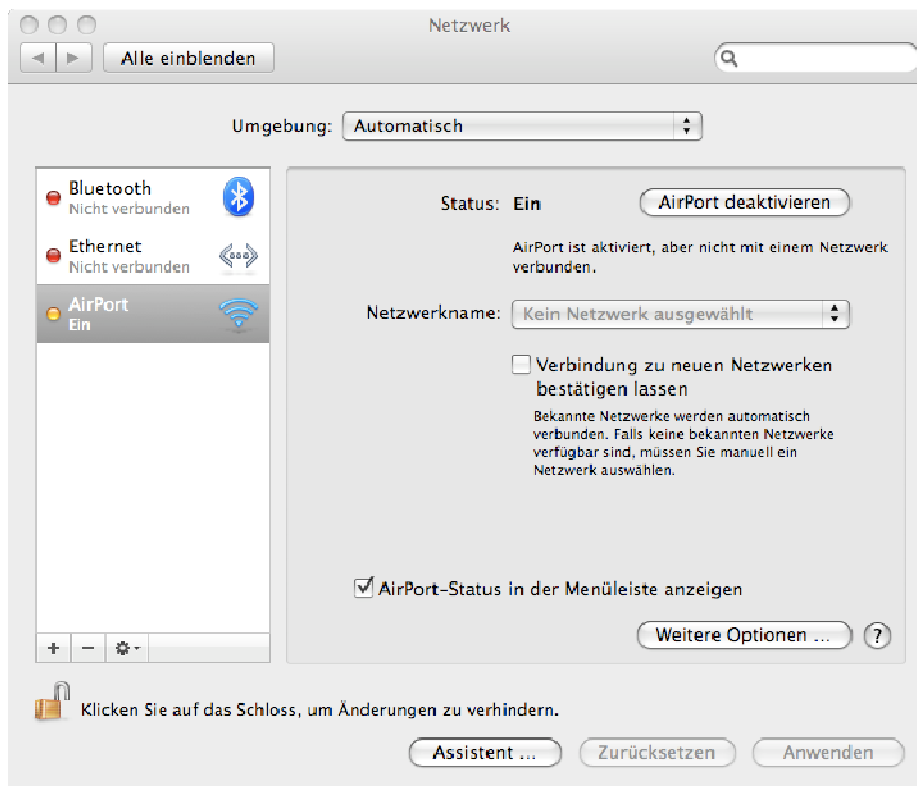 Netzwerk
Alle einblenden
Umgebung: Automatisch
Bluetooth
Nicht verbunden
Ethernet
Nicht verbunden
AirPort
Ein
Status: Ein
AirPort deaktivieren
AirPort ist aktiviert, aber nicht mit einem Netzwerk
verbunden.
Netzwerkname: Kein Netzwerk ausgewählt
Verbindung zu neuen Netzwerken
bestätigen lassen
Bekannte Netzwerke werden automatisch
verbunden. Falls keine bekannten Netzwerke
verfügbar sind, müssen Sie manuell ein
Netzwerk auswählen.
AirPort-Status in der Menüleiste anzeigen
Weitere Optionen ... ?
Klicken Sie auf das Schloss, um Änderungen zu verhindern.
Assistent ... Zurücksetzen Anwenden